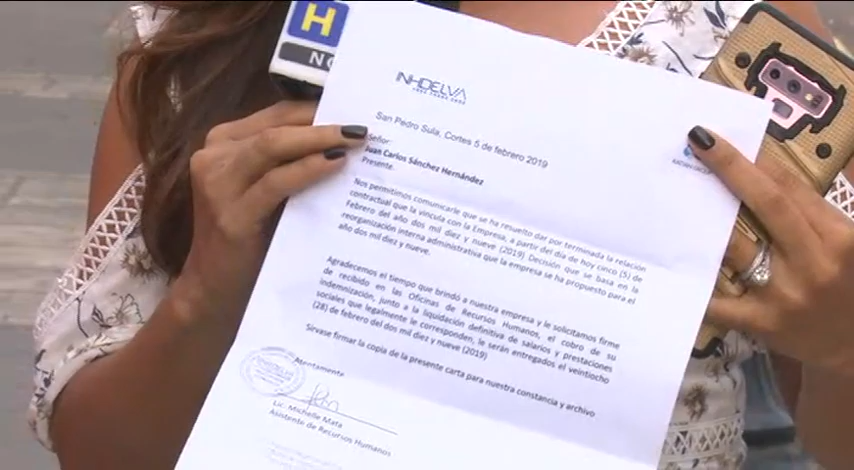 H
NO
INHDELVA
San Pedro Sula, Cortes 5 de febrero 2019
Señor:
Juan Carlos Sánchez Hernández
Presente.
Nos permitimos comunicarle que se ha resuelto dar por terminada la relación
contractual que la vincula con la Empresa, a partir del día de hoy cinco (5) de
Febrero del año dos mil diez y nueve (2019). Decisión que se basa en la
reorganización interna administrativa que la empresa se ha propuesto para el
año dos mil diez y nueve.
Agradecemos el tiempo que brindó a nuestra empresa y le solicitamos firme
de recibido en las Oficinas de Recursos Humanos, el cobro de su
indemnización, junto a la liquidación definitiva de salarios y prestaciones
sociales que legalmente le corresponden, le serán entregados el veintiocho
(28) de febrero del dos mil diez y nueve (2019)
Sírvase firmar la copia de la presente carta para nuestra constancia y archivo
Atentamente
Lic. Michelle Mata
Asistente de Recursos Humanos